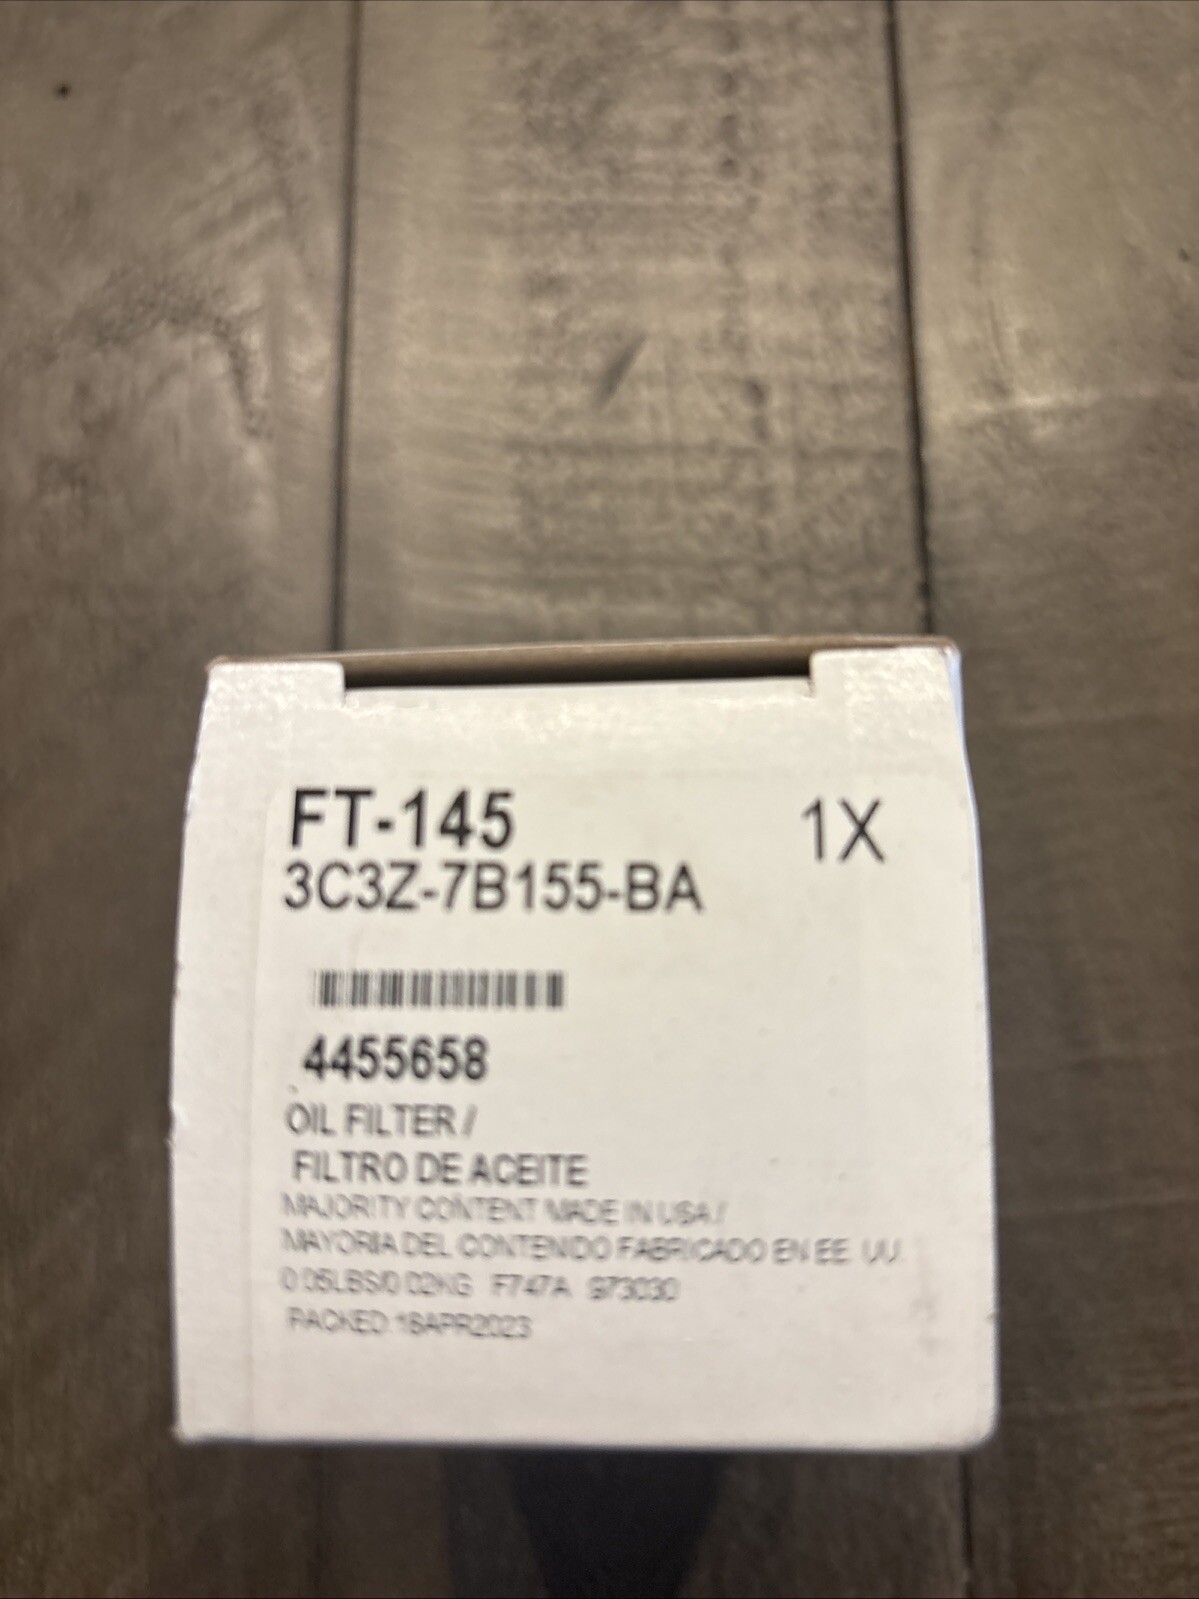 FT-145
1X
3C3Z-7B155-BA
4455658
OIL FILTER /
FILTRO DE ACEITE
MAJORITY CONTENT MADE IN USA /
MAYORIA DEL CONTENIDO FABRICADO EN EE. UU.
0.05LBS/0.02KG F747A 973030
PACKED:18APR2023